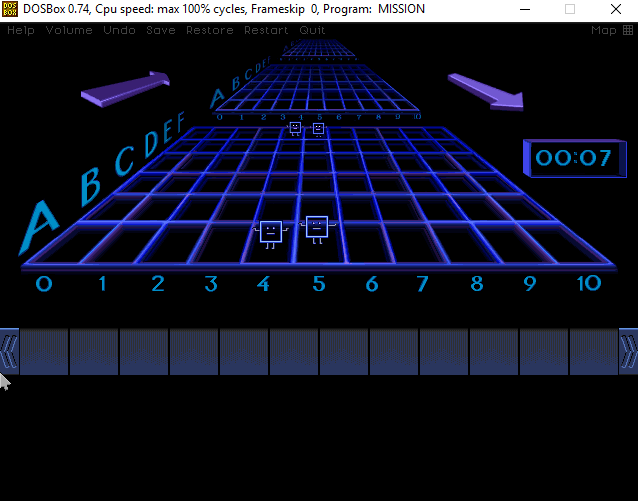 DOS
BOX
DOSBox 0.74, Cpu speed: max 100% cycles, Frameskip 0, Program: MISSION
Help Volume Undo Save Restore Restart Quit Map
A B C D E F
0 1 2 3 4 5 6 7 8 9 10
A B C D E F
00:07
0 1 2 3 4 5 6 7 8 9 10